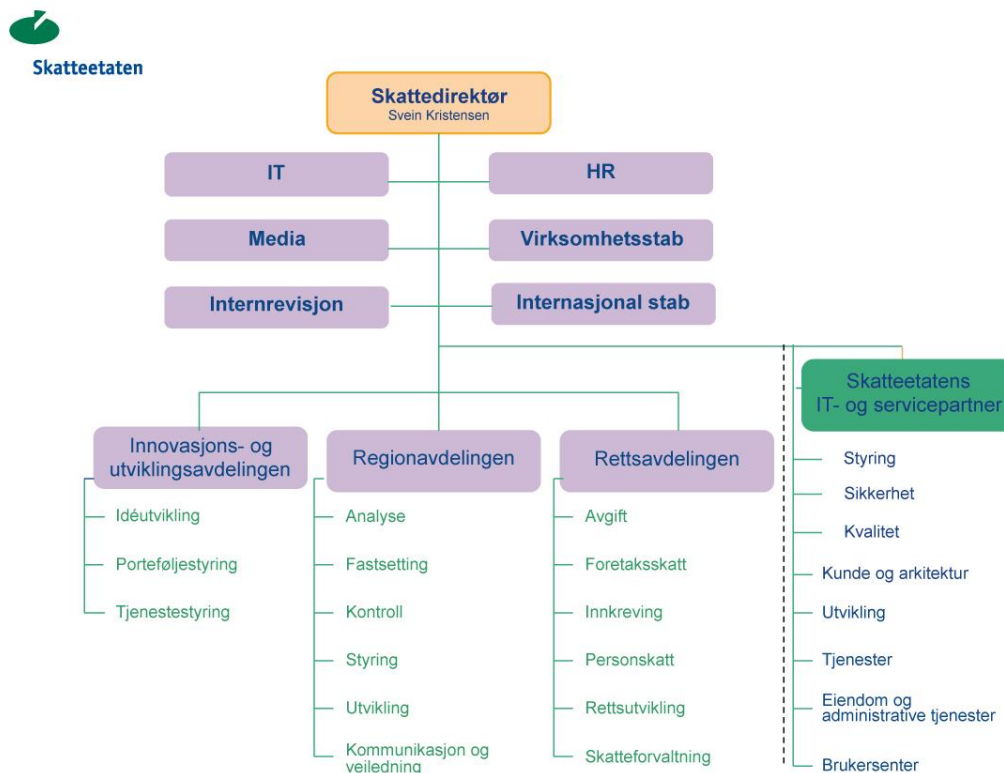 Skatteetaten
Skattedirektør
Svein Kristensen
IT
HR
Media
Virksomhetsstab
Internrevisjon
Internasjonal stab
Innovasjons- og
utviklingsavdelingen
Idéutvikling
Porteføljestyring
Tjenestestyring
Regionavdelingen
Analyse
Fastsetting
Kontroll
Styring
Utvikling
Kommunikasjon og
veiledning
Rettsavdelingen
Avgift
Foretaksskatt
Innkreving
Personskatt
Rettsutvikling
Skatteforvaltning
Skatteetatens
IT- og servicepartner
Styring
Sikkerhet
Kvalitet
Kunde og arkitektur
Utvikling
Tjenester
Eiendom og
administrative tjenester
Brukersenter